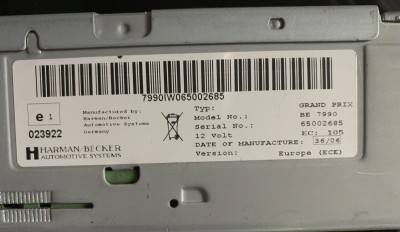 7990IW065002685
e 1
023922
Manufactured by:
Harman/Becker
Automotive Systems
Germany
HARMAN/BECKER
AUTOMOTIVE SYSTEMS
Typ: GRAND PRIX
Model No.: BE 7990
Serial No.: 65002685
12 Volt EC: 105
DATE OF MANUFACTURE: 36/06
Version: Europe (ECE)